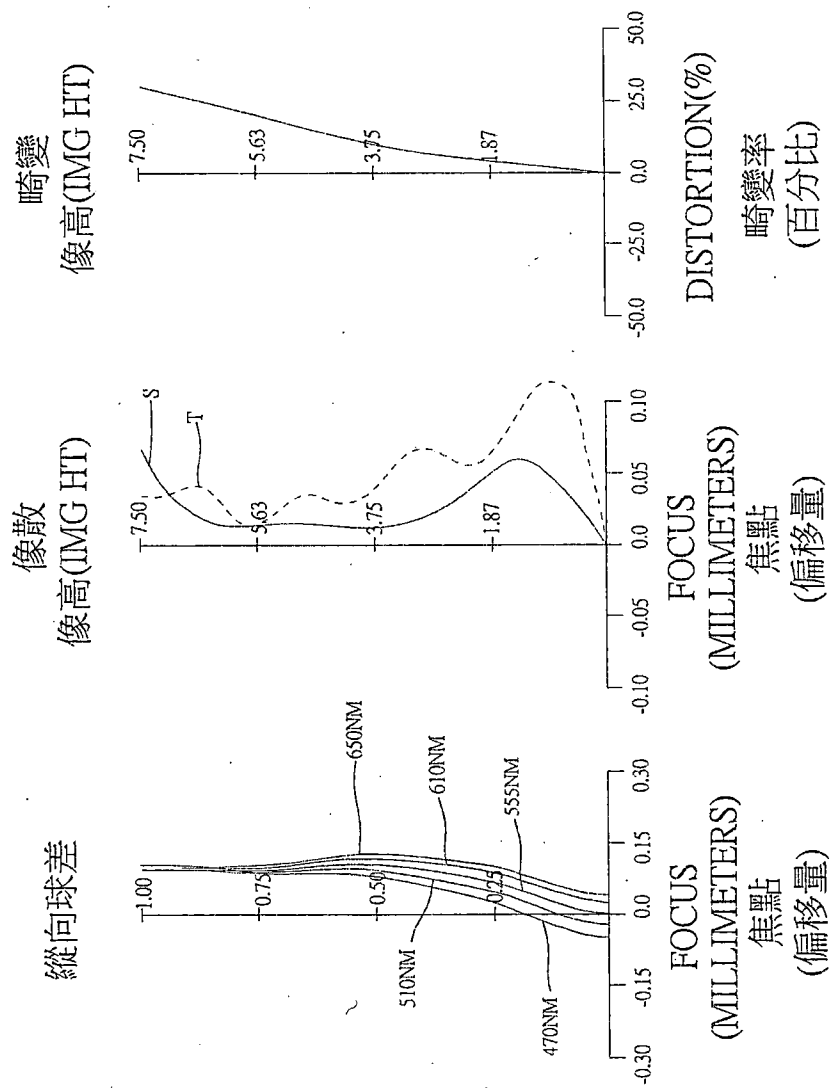 縱向球差
1.00
0.75
0.50
0.25
650NM
610NM
555NM
510NM
470NM
-0.30 -0.15 0.0 0.15 0.30
FOCUS
(MILLIMETERS)
焦點
(偏移量)
像散
像高(IMG HT)
S
T
7.50
5.63
3.75
1.87
-0.10 -0.05 0.0 0.05 0.10
FOCUS
(MILLIMETERS)
焦點
(偏移量)
畸變
像高(IMG HT)
7.50
5.63
3.75
1.87
-50.0 -25.0 0.0 25.0 50.0
DISTORTION(%)
畸變率
(百分比)